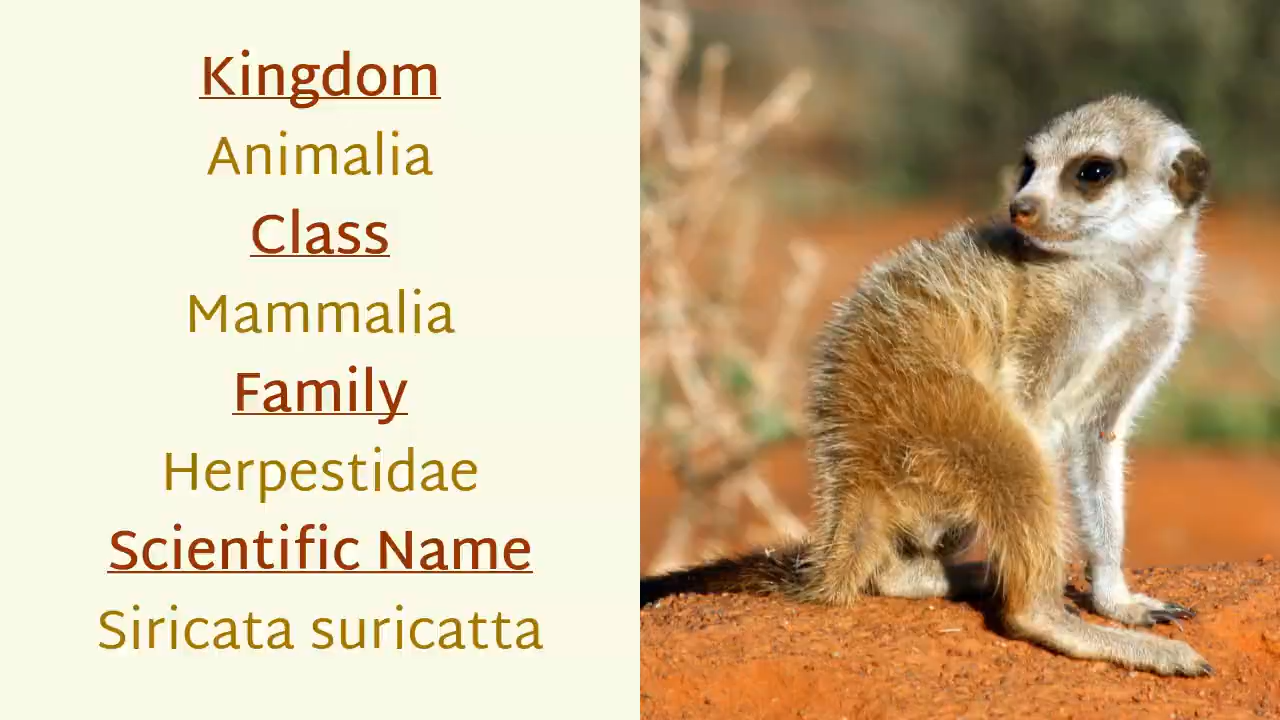 Kingdom
Animalia
Class
Mammalia
Family
Herpestidae
Scientific Name
Siricata suricatta